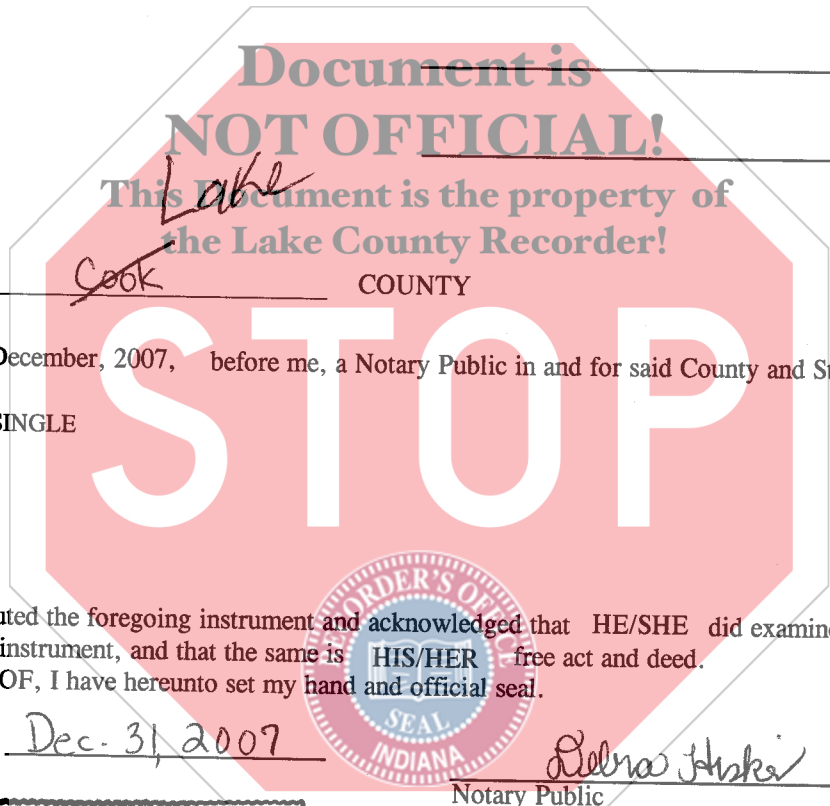 Document is
NOT OFFICIAL!
Lake
This Document is the property of
the Lake County Recorder!
Cook COUNTY
December, 2007, before me, a Notary Public in and for said County and St
SINGLE
STOP
RECORDER'S OFFICE
uted the foregoing instrument and acknowledged that HE/SHE did examine
instrument, and that the same is HIS/HER free act and deed.
OF, I have hereunto set my hand and official seal.
SEAL
INDIANA
Dec. 31, 2007
Debra
Notary Public